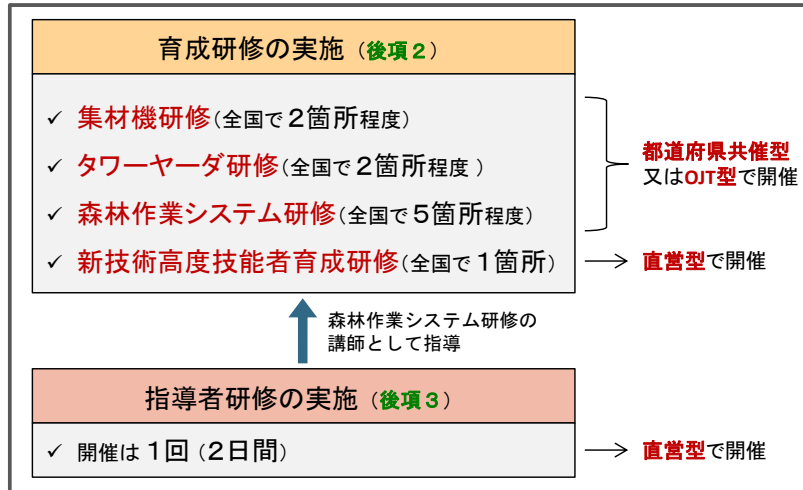 育成研修の実施（後項２）
✓ 集材機研修（全国で２箇所程度）
✓ タワーヤーダ研修（全国で２箇所程度 ）
✓ 森林作業システム研修（全国で５箇所程度）
✓ 新技術高度技能者育成研修（全国で１箇所）
都道府県共催型
又はOJT型で開催
直営型で開催
森林作業システム研修の
講師として指導
指導者研修の実施（後項３）
✓ 開催は１回（２日間）
直営型で開催